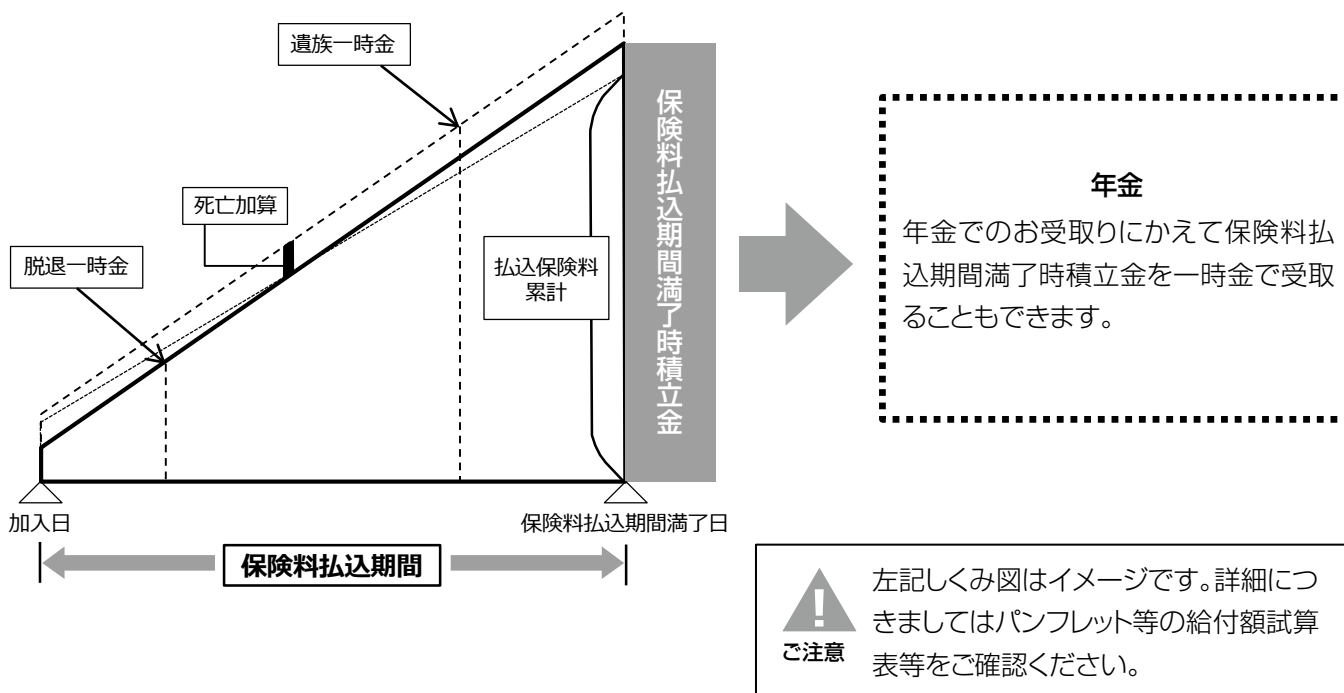 遺族一時金
死亡加算
脱退一時金
払込保険料
累計
保険料払込期間満了時積立金
加入日
保険料払込期間満了日
保険料払込期間
年金
年金でのお受取りにかえて保険料払
込期間満了時積立金を一時金で受取
ることもできます。
ご注意
左記しくみ図はイメージです。詳細につ
きましてはパンフレット等の給付額試算
表等をご確認ください。